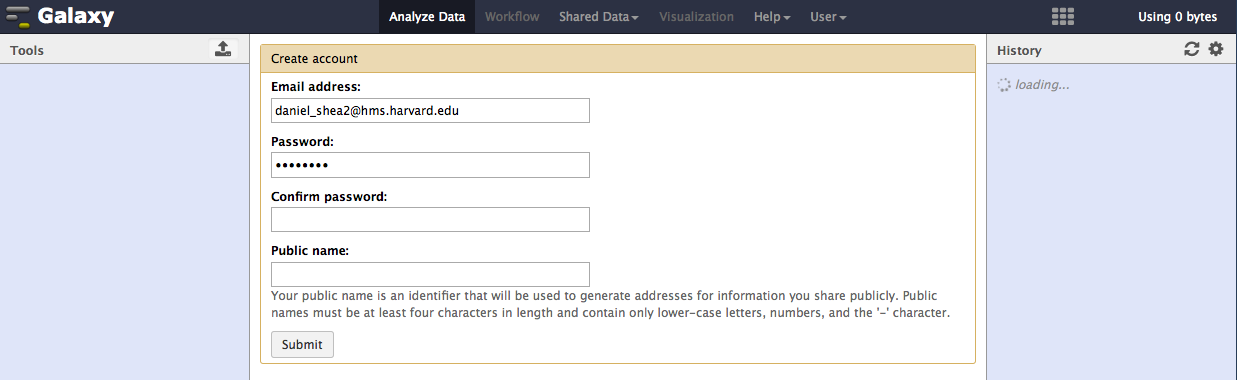 Galaxy
Analyze Data Workflow Shared Data Visualization Help User Using 0 bytes
Tools
Create account
Email address:
daniel_shea2@hms.harvard.edu
Password:
••••••••
Confirm password:
Public name:
Your public name is an identifier that will be used to generate addresses for information you share publicly. Public
names must be at least four characters in length and contain only lower-case letters, numbers, and the '-' character.
Submit
History
loading...